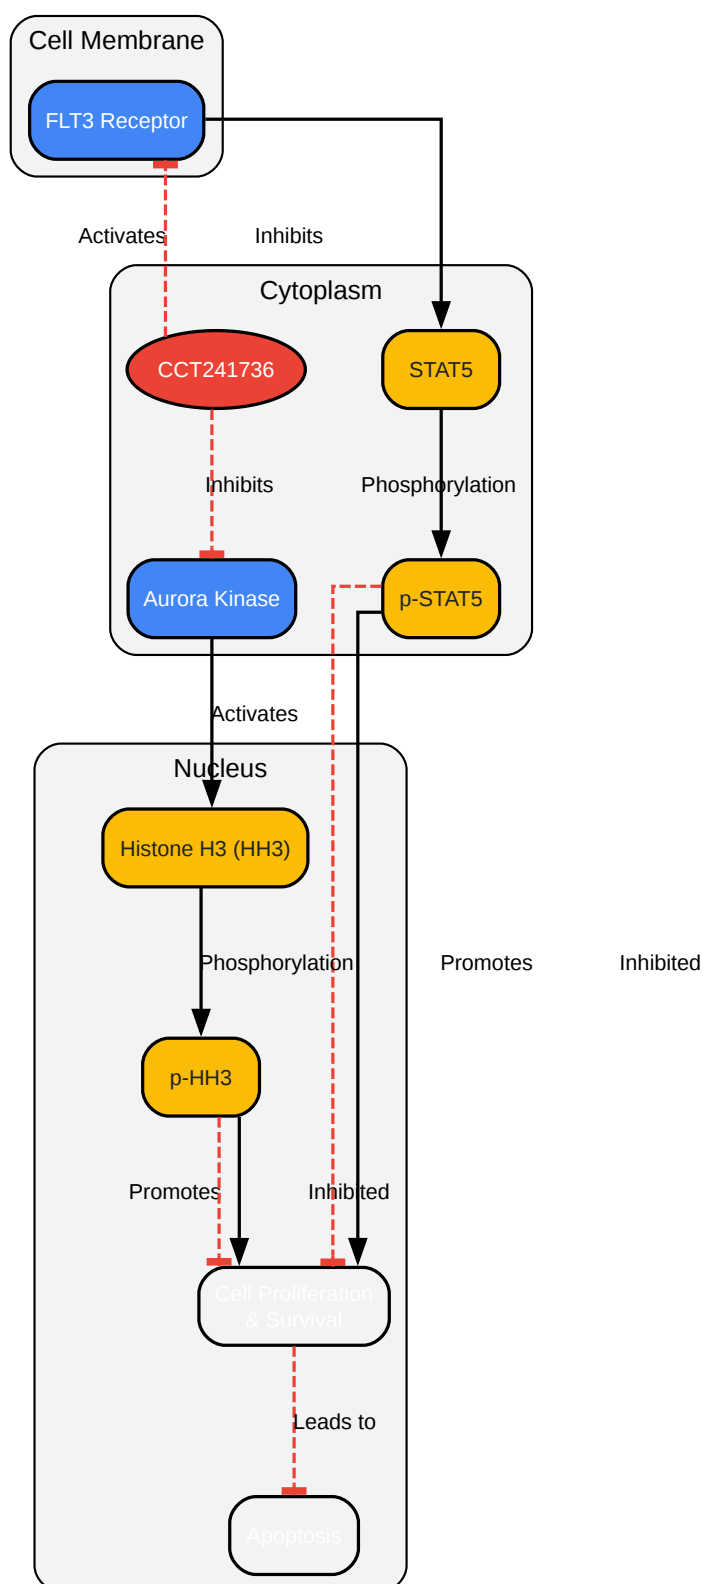 Cell Membrane
FLT3 Receptor
Activates
Inhibits
Cytoplasm
CCT241736
STAT5
Inhibits
Phosphorylation
Aurora Kinase
p-STAT5
Activates
Nucleus
Histone H3 (HH3)
Phosphorylation
Promotes
Inhibited
p-HH3
Promotes
Inhibited
Cell Proliferation
& Survival
Leads to
Apoptosis